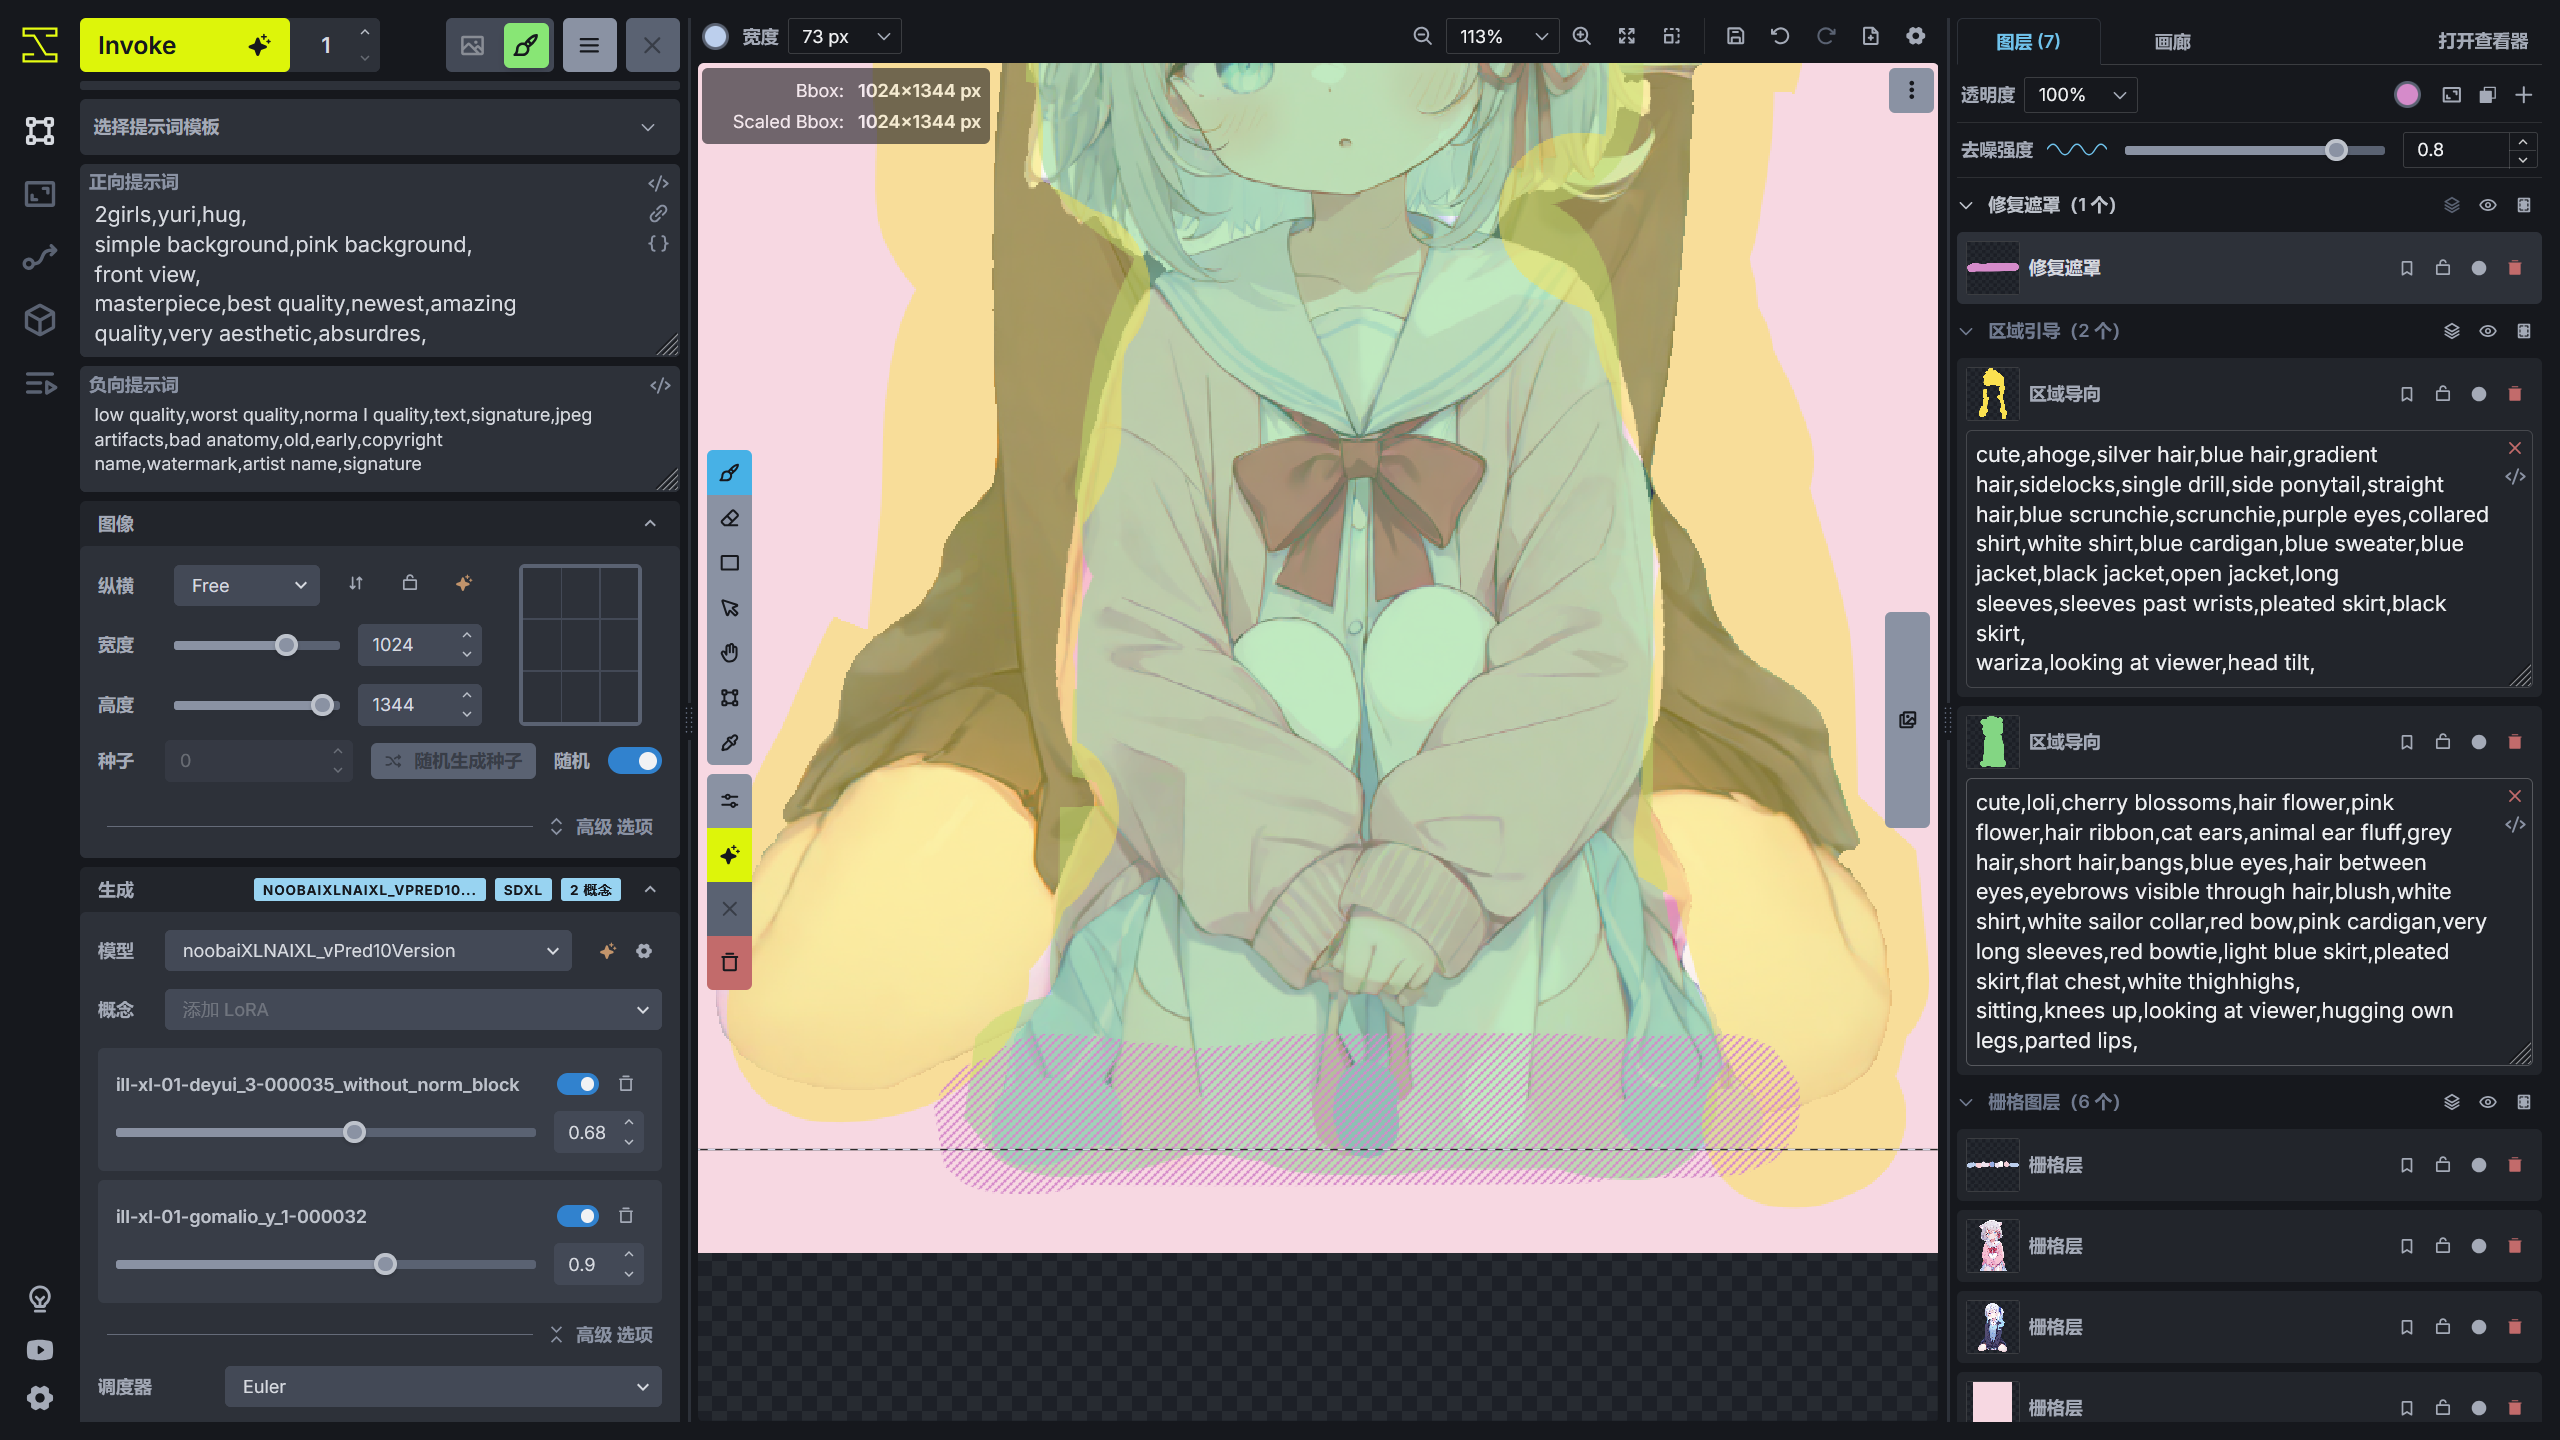 Invoke
1
选择提示词模板
正向提示词
2girls,yuri,hug,
simple background,pink background,
front view,
masterpiece,best quality,newest,amazing
quality,very aesthetic,absurdres,
负向提示词
low quality,worst quality,norma l quality,text,signature,jpeg
artifacts,bad anatomy,old,early,copyright
name,watermark,artist name,signature
图像
纵横
Free
宽度
1024
高度
1344
种子
0
随机生成种子
随机
高级 选项
生成
NOOBAIXLNAIXL_VPRED10...
SDXL
2 概念
模型
noobaiXLNAIXL_vPred10Version
概念
添加 LoRA
ill-xl-01-deyui_3-000035_without_norm_block
0.68
ill-xl-01-gomalio_y_1-000032
0.9
高级 选项
调度器
Euler
宽度
73 px
113%
Bbox: 1024×1344 px
Scaled Bbox: 1024×1344 px
图层 (7)
画廊
打开查看器
透明度
100%
去噪强度
0.8
修复遮罩 (1 个)
修复遮罩
区域引导 (2 个)
区域导向
cute,ahoge,silver hair,blue hair,gradient
hair,sidelocks,single drill,side ponytail,straight
hair,blue scrunchie,scrunchie,purple eyes,collared
shirt,white shirt,blue cardigan,blue sweater,blue
jacket,black jacket,open jacket,long
sleeves,sleeves past wrists,pleated skirt,black
skirt,
wariza,looking at viewer,head tilt,
区域导向
cute,loli,cherry blossoms,hair flower,pink
flower,hair ribbon,cat ears,animal ear fluff,grey
hair,short hair,bangs,blue eyes,hair between
eyes,eyebrows visible through hair,blush,white
shirt,white sailor collar,red bow,pink cardigan,very
long sleeves,red bowtie,light blue skirt,pleated
skirt,flat chest,white thighhighs,
sitting,knees up,looking at viewer,hugging own
legs,parted lips,
栅格图层 (6 个)
栅格层
栅格层
栅格层
栅格层